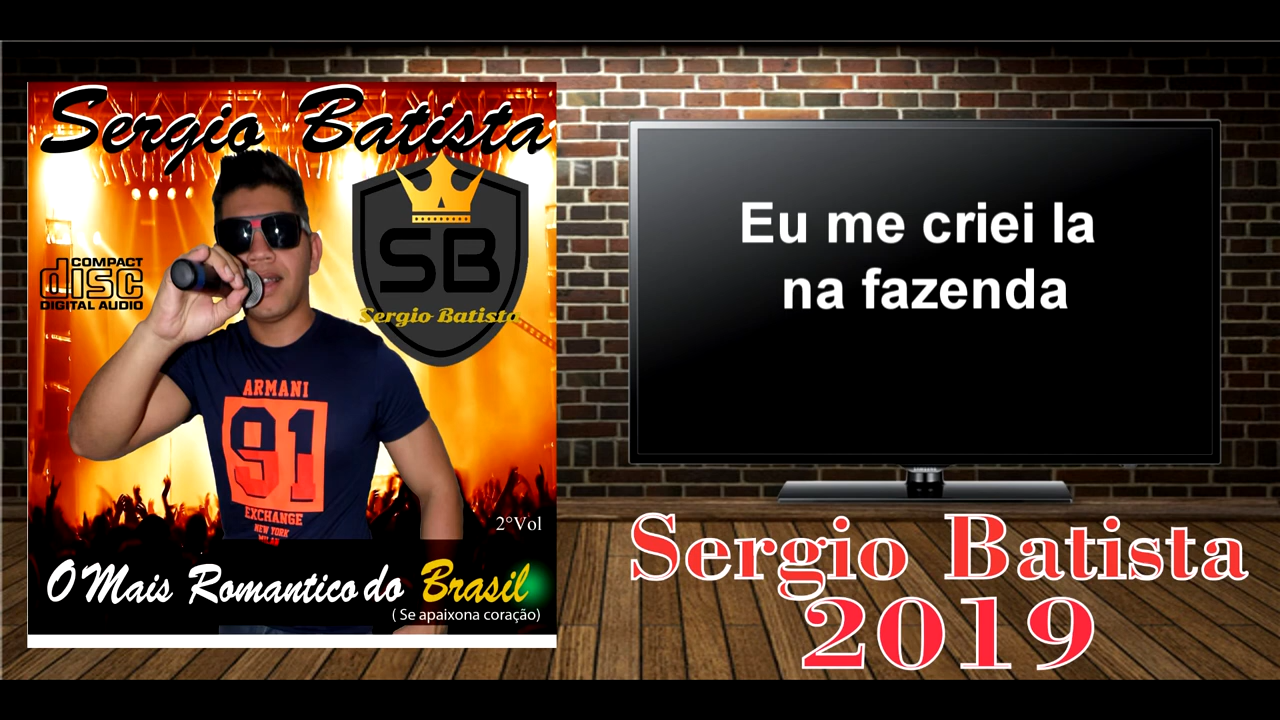 Sergio Batista
COMPACT
disc
DIGITAL AUDIO
SB
Sergio Batista
ARMANI
91
EXCHANGE
NEW YORK
MILAN
2°Vol
O Mais Romantico do Brasil
( Se apaixona coração)
Eu me criei la
na fazenda
Sergio Batista
2019